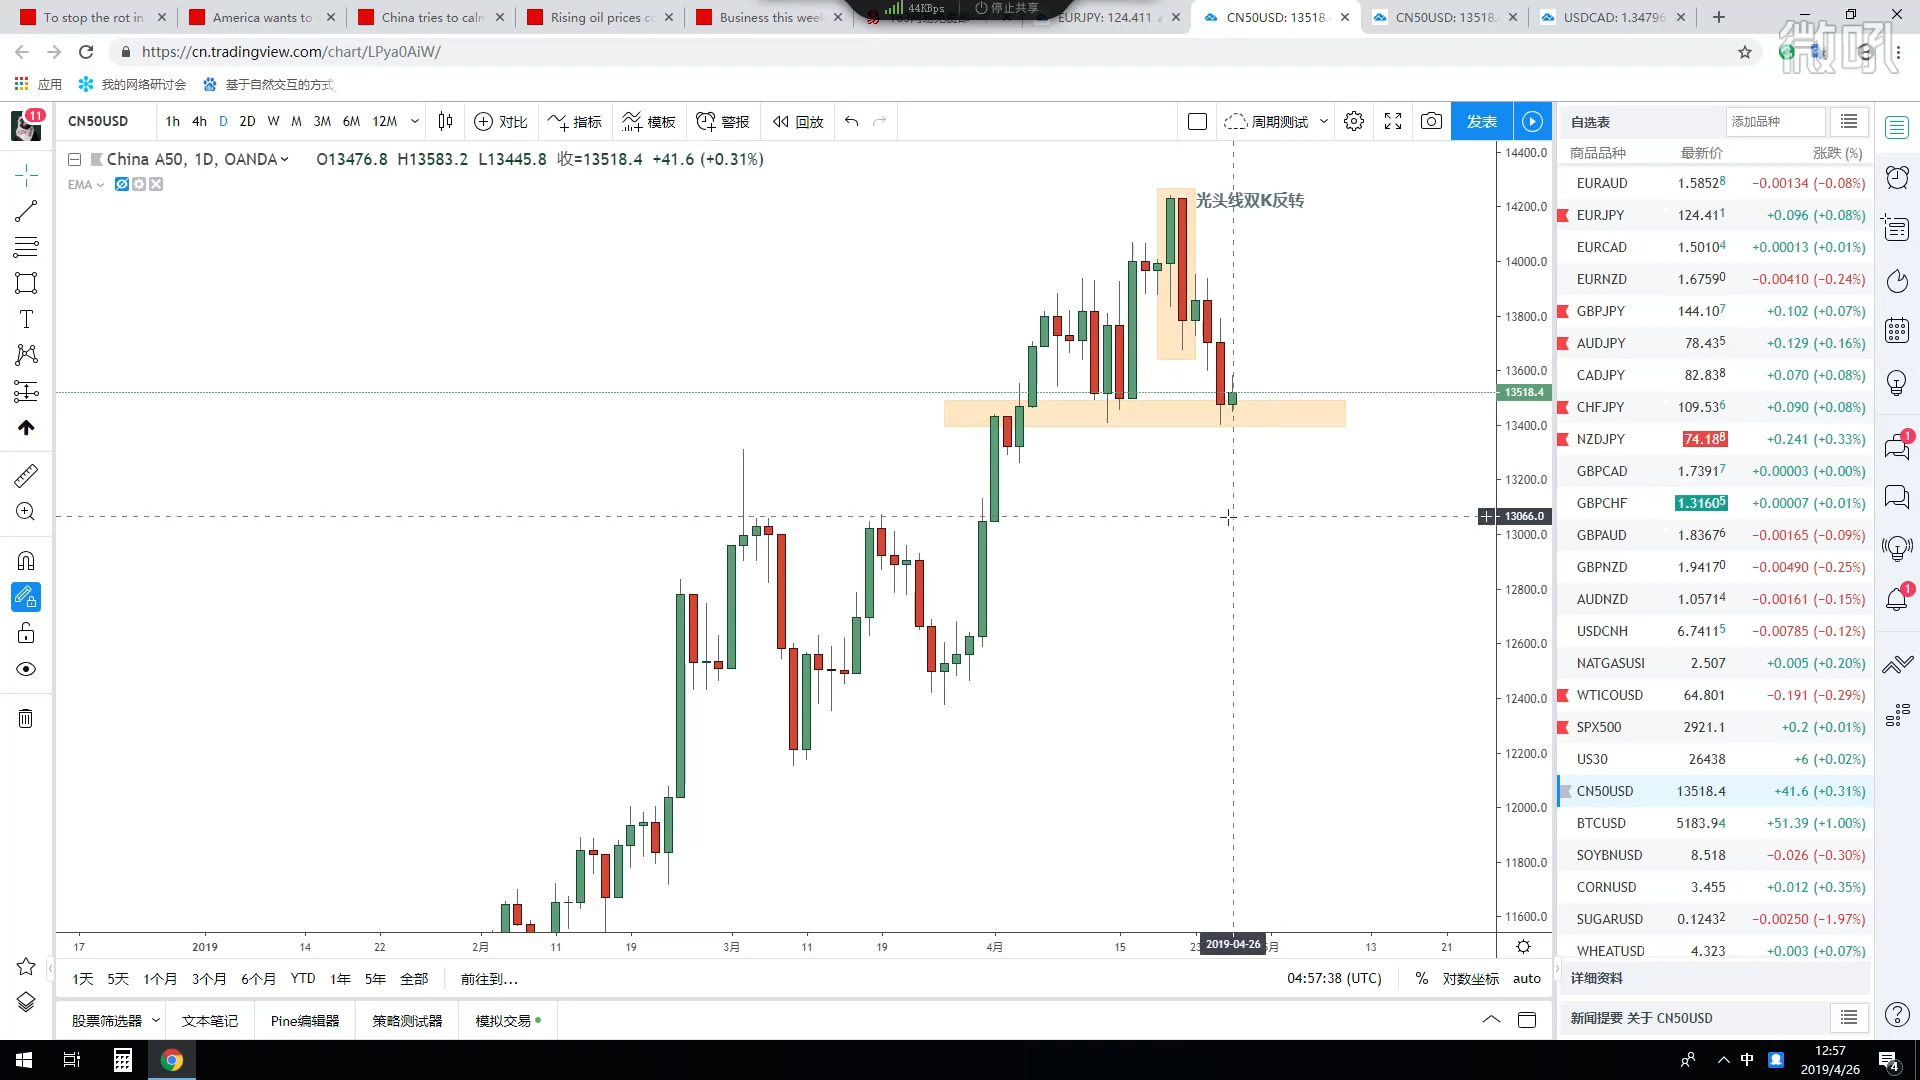 To stop the rot in
America wants to
China tries to calm
Rising oil prices co
Business this week
EURJPY: 124.411
CN50USD: 13518.
CN50USD: 13518.
USDCAD: 1.34796
44KBps
停止共享
https://cn.tradingview.com/chart/LPya0AiW/
微吼
应用
我的网络研讨会
基于自然交互的方式
11
CN50USD
1h 4h D 2D W M 3M 6M 12M
对比
指标
模板
警报
回放
周期测试
发表
自选表
添加品种
China A50, 1D, OANDA
O13476.8 H13583.2 L13445.8 收=13518.4 +41.6 (+0.31%)
EMA
商品品种 最新价 涨跌 (%)
光头线双K反转
EURAUD 1.58528 −0.00134 (−0.08%)
EURJPY 124.411 +0.096 (+0.08%)
EURCAD 1.50104 +0.00013 (+0.01%)
EURNZD 1.67590 −0.00410 (−0.24%)
GBPJPY 144.107 +0.102 (+0.07%)
AUDJPY 78.435 +0.129 (+0.16%)
CADJPY 82.838 +0.070 (+0.08%)
CHFJPY 109.536 +0.090 (+0.08%)
NZDJPY 74.188 +0.241 (+0.33%)
GBPCAD 1.73917 +0.00003 (+0.00%)
GBPCHF 1.31605 +0.00007 (+0.01%)
GBPAUD 1.83676 −0.00165 (−0.09%)
GBPNZD 1.94170 −0.00490 (−0.25%)
AUDNZD 1.05714 −0.00161 (−0.15%)
USDCNH 6.74115 −0.00785 (−0.12%)
NATGASUSI 2.507 +0.005 (+0.20%)
WTICOUSD 64.801 −0.191 (−0.29%)
SPX500 2921.1 +0.2 (+0.01%)
US30 26438 +6 (+0.02%)
CN50USD 13518.4 +41.6 (+0.31%)
BTCUSD 5183.94 +51.39 (+1.00%)
SOYBNUSD 8.518 −0.026 (−0.30%)
CORNUSD 3.455 +0.012 (+0.35%)
SUGARUSD 0.12432 −0.00250 (−1.97%)
WHEATUSD 4.323 +0.003 (+0.07%)
14400.0
14200.0
14000.0
13800.0
13600.0
13518.4
13400.0
13200.0
13066.0
13000.0
12800.0
12600.0
12400.0
12200.0
12000.0
11800.0
11600.0
1
1
17 2019 14 22 2月 11 19 3月 11 19 4月 15 23 2019-04-26 5月 13 21
1天 5天 1个月 3个月 6个月 YTD 1年 5年 全部 前往到...
04:57:38 (UTC) % 对数坐标 auto
详细资料
股票筛选器 文本笔记 Pine编辑器 策略测试器 模拟交易
新闻提要 关于 CN50USD
中
12:57
2019/4/26
4